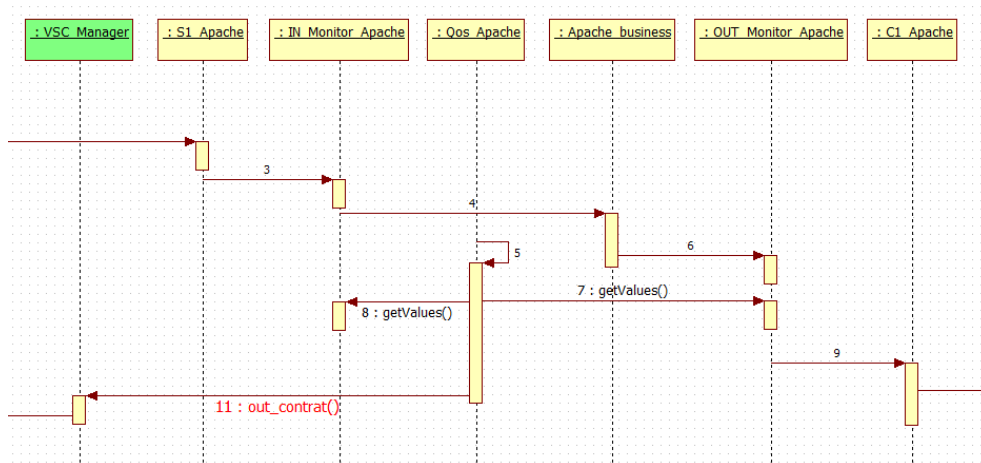 : VSC_Manager
: S1_Apache
: IN_Monitor_Apache
: Qos_Apache
: Apache_business
: OUT_Monitor_Apache
: C1_Apache
3
4
5
6
7 : getValues()
8 : getValues()
9
11 : out_contrat()